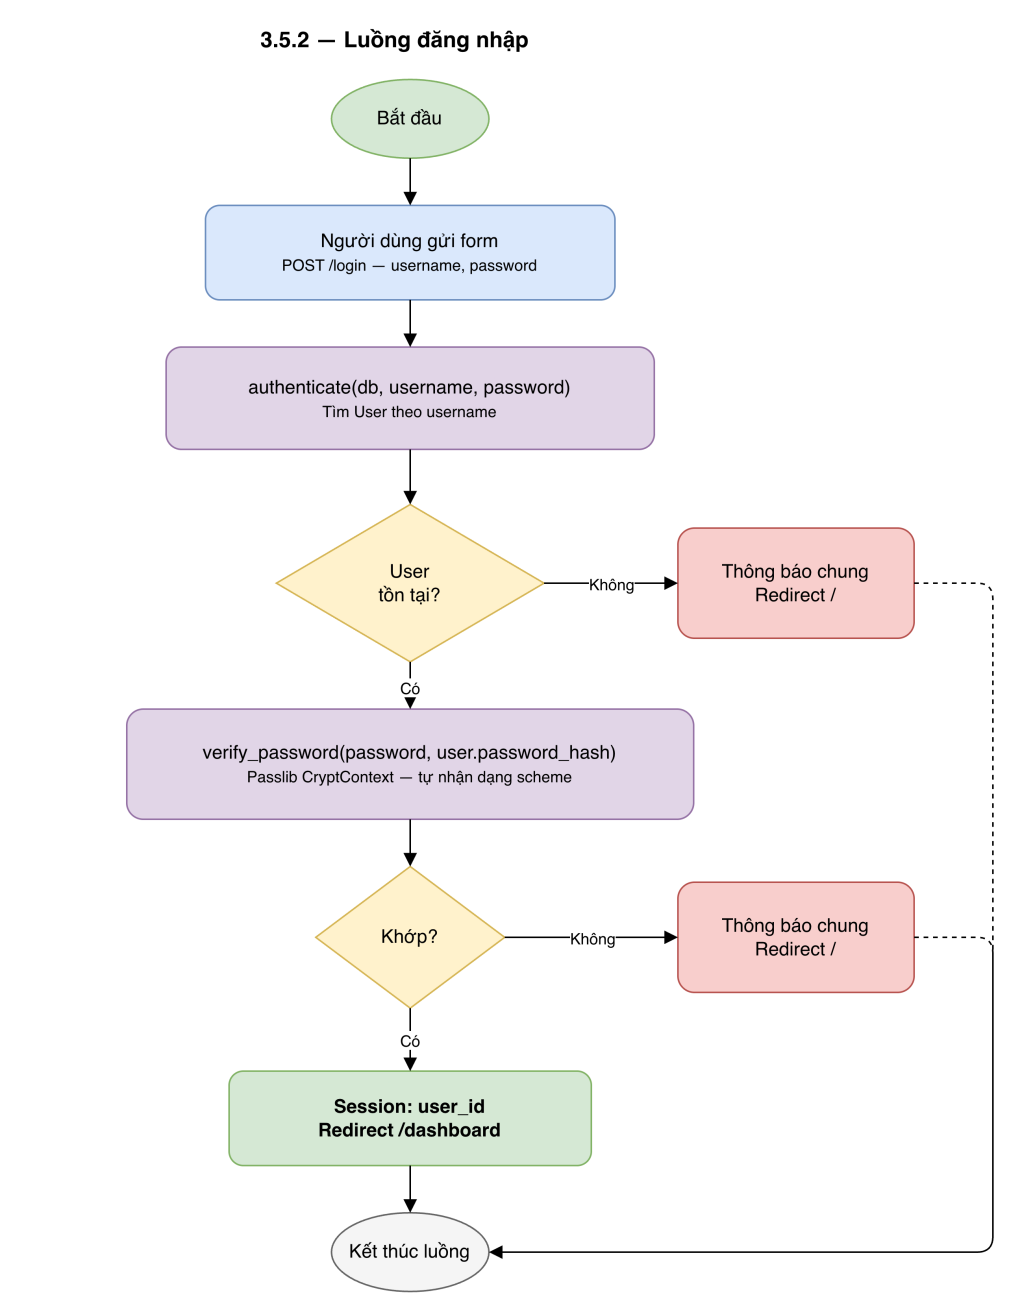 3.5.2 — Luồng đăng nhập
Bắt đầu
Người dùng gửi form
POST /login — username, password
authenticate(db, username, password)
Tìm User theo username
User
tồn tại?
Không
Thông báo chung
Redirect /
Có
verify_password(password, user.password_hash)
Passlib CryptContext — tự nhận dạng scheme
Khớp?
Không
Thông báo chung
Redirect /
Có
Session: user_id
Redirect /dashboard
Kết thúc luồng